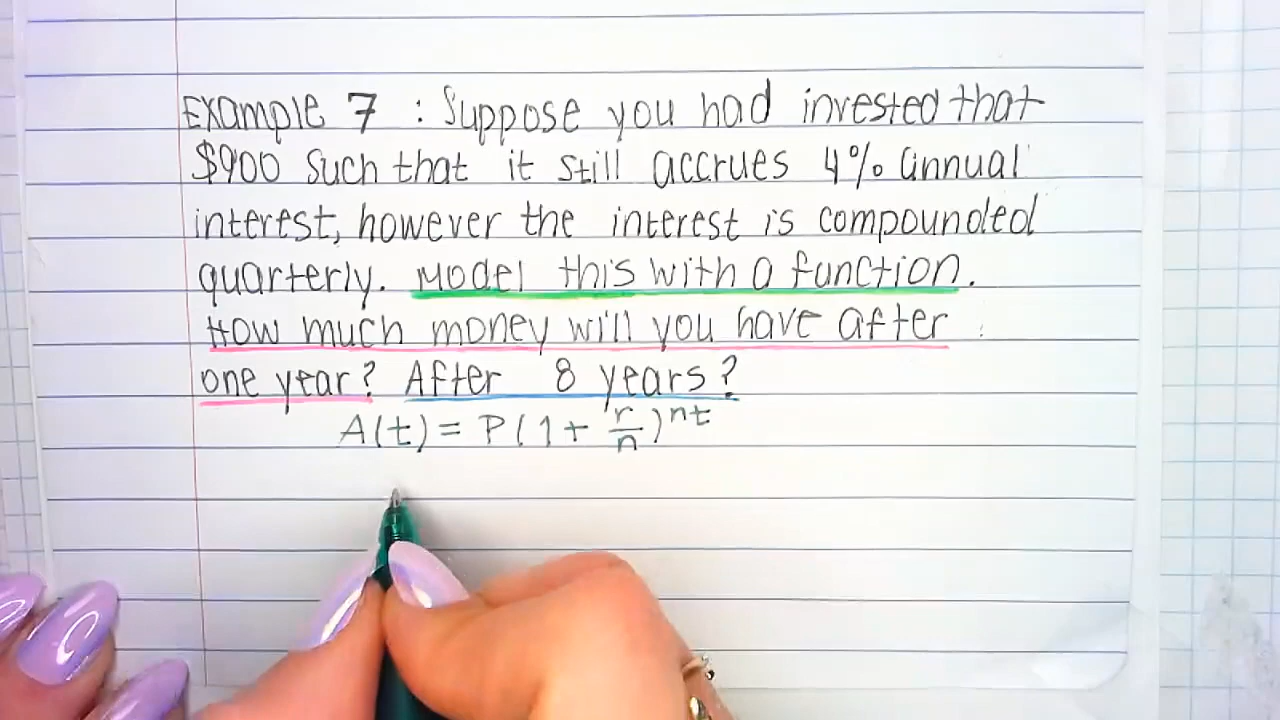 Example 7 : Suppose you had invested that
$900 such that it still accrues 4% annual
interest, however the interest is compounded
quarterly. Model this with a function.
How much money will you have after
one year? After 8 years?
A(t) = P(1 + r/n)^nt